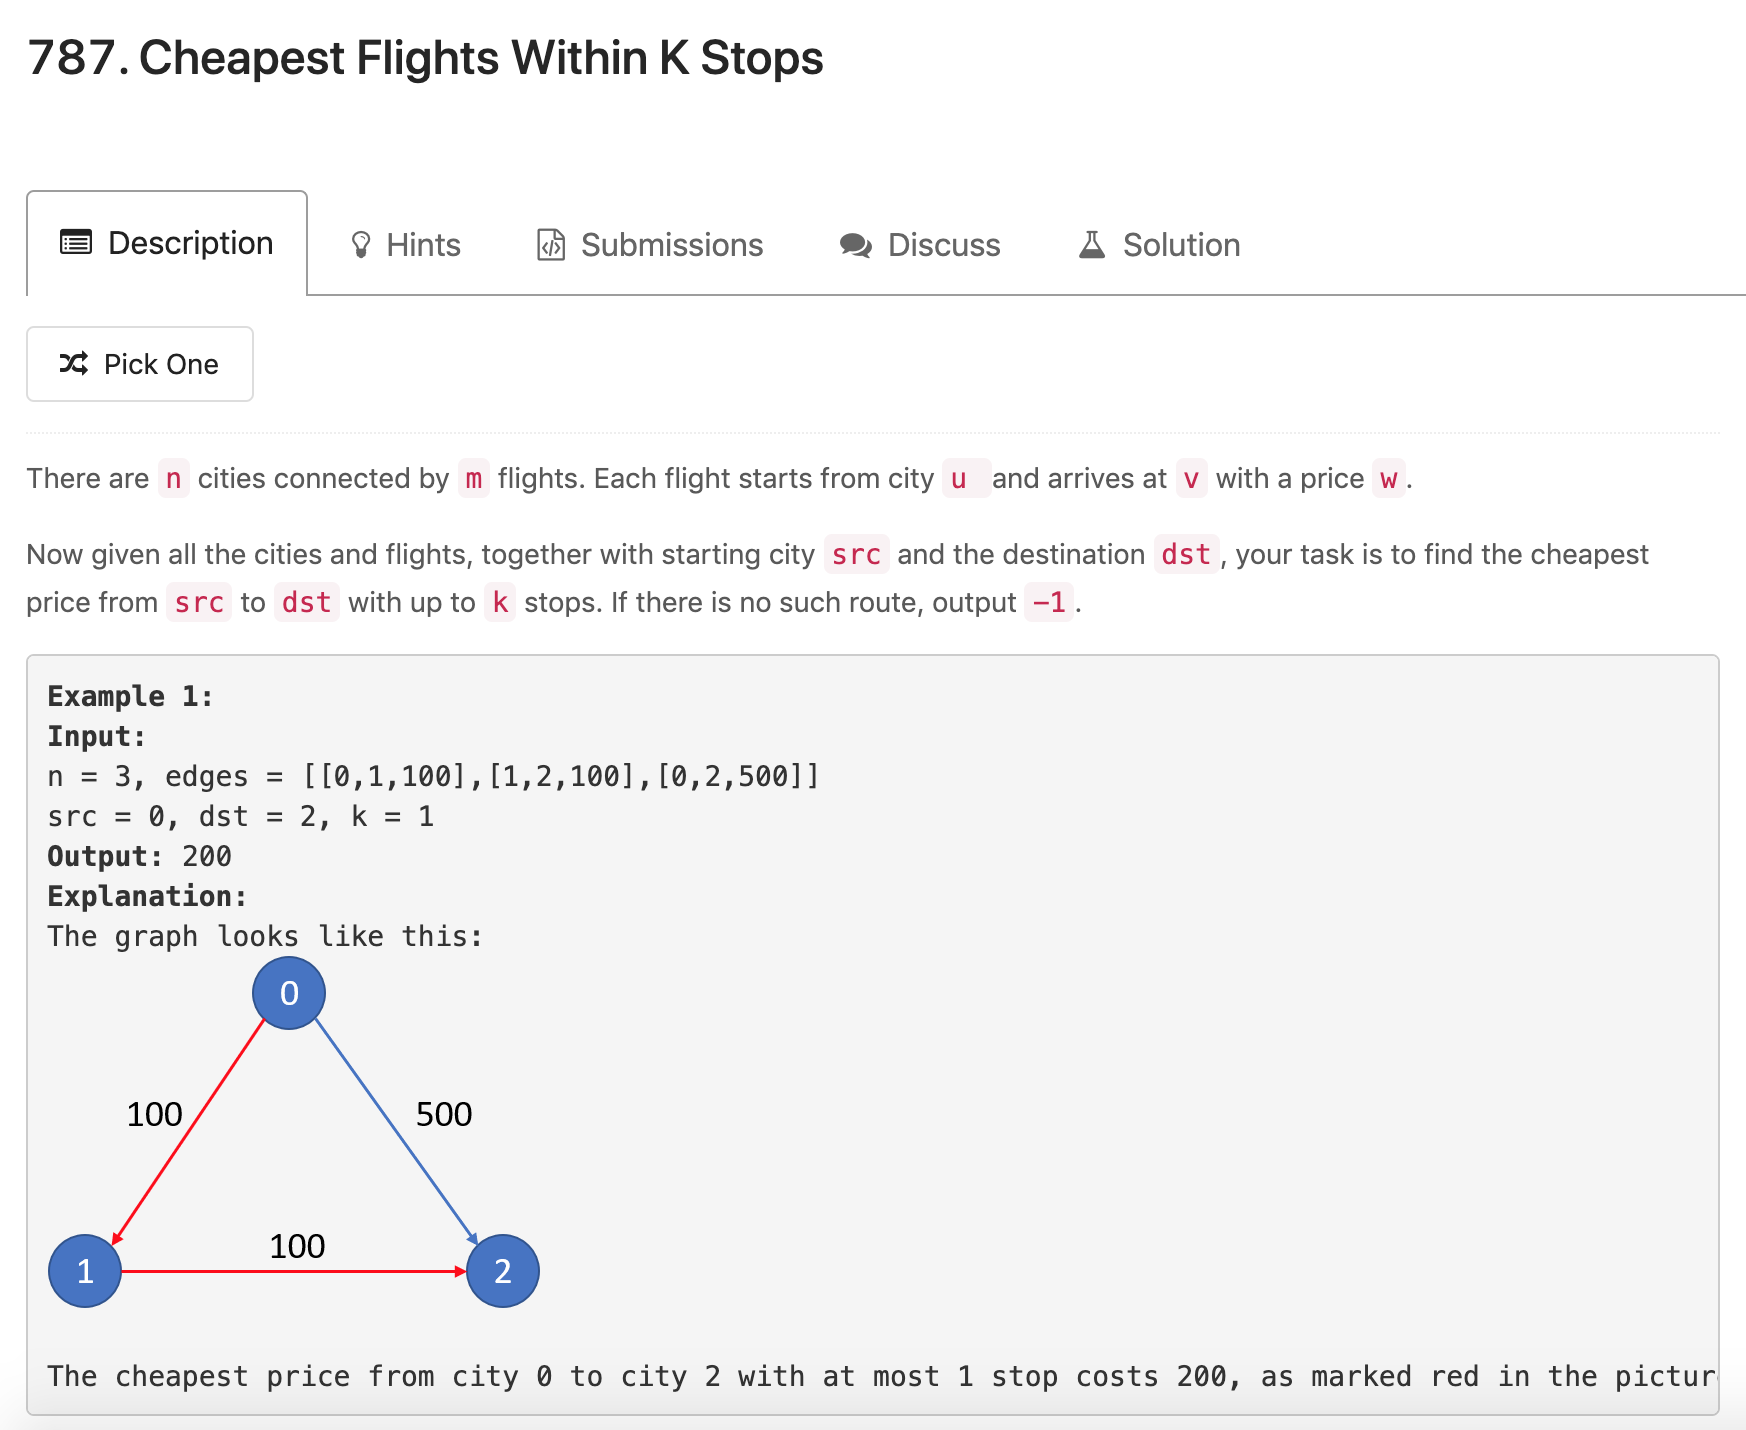 787. Cheapest Flights Within K Stops
Description Hints Submissions Discuss Solution
Pick One
There are n cities connected by m flights. Each flight starts from city u and arrives at v with a price w.
Now given all the cities and flights, together with starting city src and the destination dst, your task is to find the cheapest
price from src to dst with up to k stops. If there is no such route, output -1.
Example 1:
Input:
n = 3, edges = [[0,1,100],[1,2,100],[0,2,500]]
src = 0, dst = 2, k = 1
Output: 200
Explanation:
The graph looks like this:
0
100 500
100
1 2
The cheapest price from city 0 to city 2 with at most 1 stop costs 200, as marked red in the